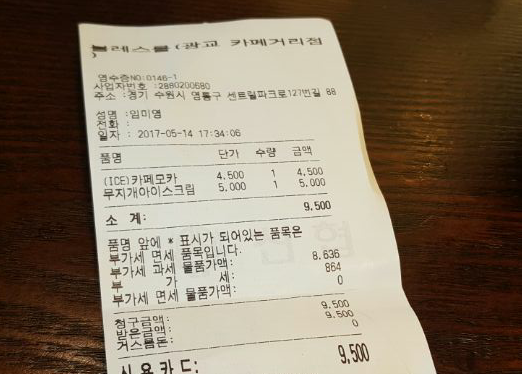 블레스롤(광교 카페거리점
)
영수증NO:0146-1
사업자번호 :2880200680
주소 :경기 수원시 영통구 센트럴파크로127번길 88
성명 :임미영
전화 :
일자 : 2017-05-14 17:34:06
품명 단가 수량 금액
(ICE)카페모카 4,500 1 4,500
무지개아이스크림 5,000 1 5,000
소 계: 9,500
품명 앞에 * 표시가 되어있는 품목은
부가세 면세 품목입니다.
부가세 과세 물품가액: 8,636
부 가 세: 864
부가세 면세 물품가액: 0
청구금액: 9,500
받은금액: 9,500
거스름돈: 0
신용카드: 9,500